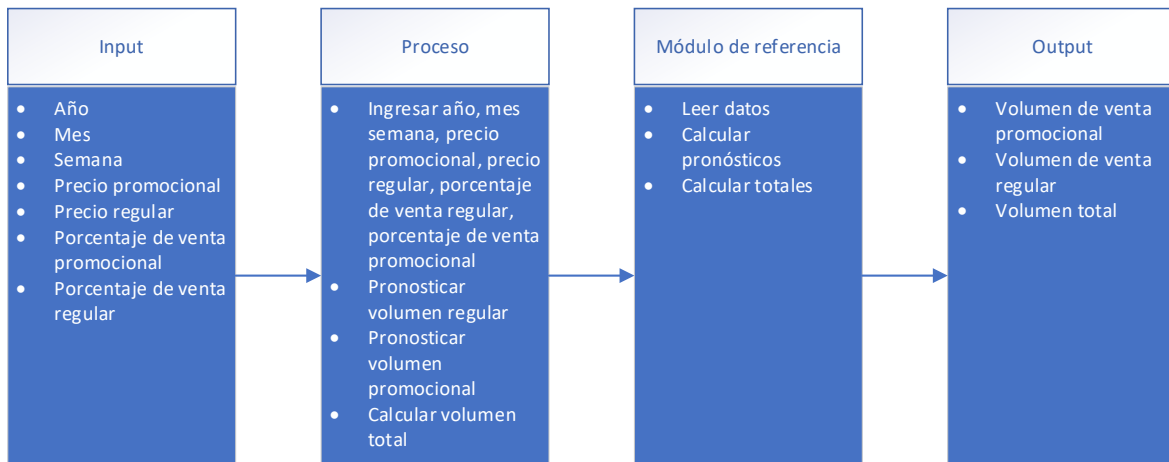 Input
• Año
• Mes
• Semana
• Precio promocional
• Precio regular
• Porcentaje de venta
promocional
• Porcentaje de venta
regular
Proceso
• Ingresar año, mes
semana, precio
promocional, precio
regular, porcentaje
de venta regular,
porcentaje de venta
promocional
• Pronosticar
volumen regular
• Pronosticar
volumen
promocional
• Calcular volumen
total
Módulo de referencia
• Leer datos
• Calcular
pronósticos
• Calcular totales
Output
• Volumen de venta
promocional
• Volumen de venta
regular
• Volumen total